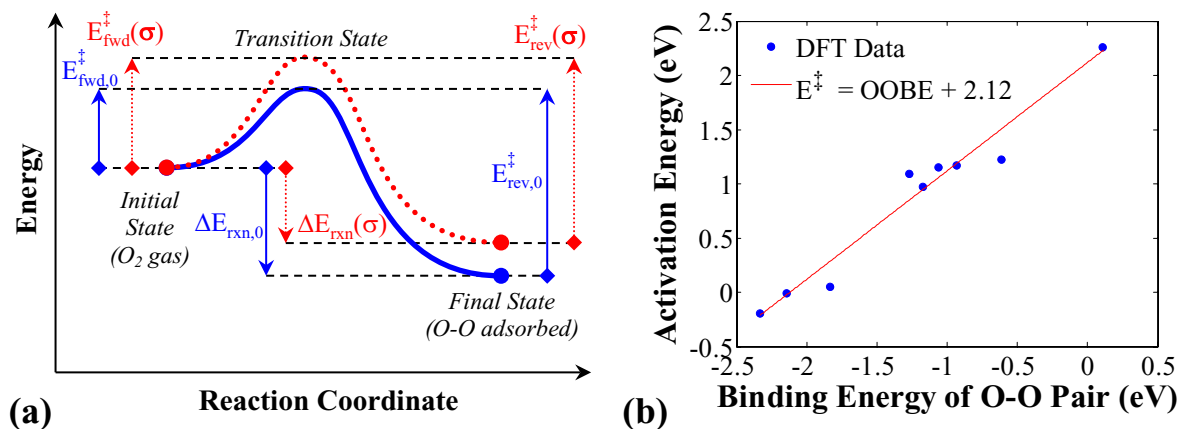 E‡fwd(σ)
E‡fwd,0
Transition State
E‡rev(σ)
E‡rev,0
Initial
State
(O2 gas)
ΔErxn,0
ΔErxn(σ)
Final State
(O-O adsorbed)
Energy
Reaction Coordinate
(a)
2.5
2
1.5
1
0.5
0
-0.5
Activation Energy (eV)
DFT Data
E‡ = OOBE + 2.12
-2.5 -2 -1.5 -1 -0.5 0 0.5
Binding Energy of O-O Pair (eV)
(b)